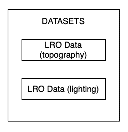 DATASETS
LRO Data
(topography)
LRO Data (lighting)